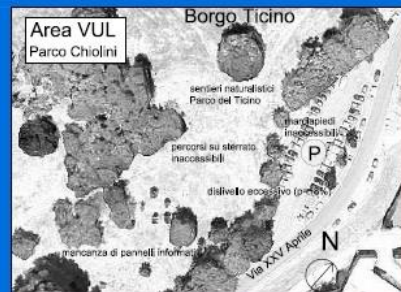 Area VUL
Parco Chiolini
Borgo Ticino
sentieri naturalistici
Parco del Ticino
marciapiedi
inaccessibili
percorsi su sterrato
inaccessibili
P
dislivello eccessivo
mancanza di pannelli informati
Via XXV Aprile
N